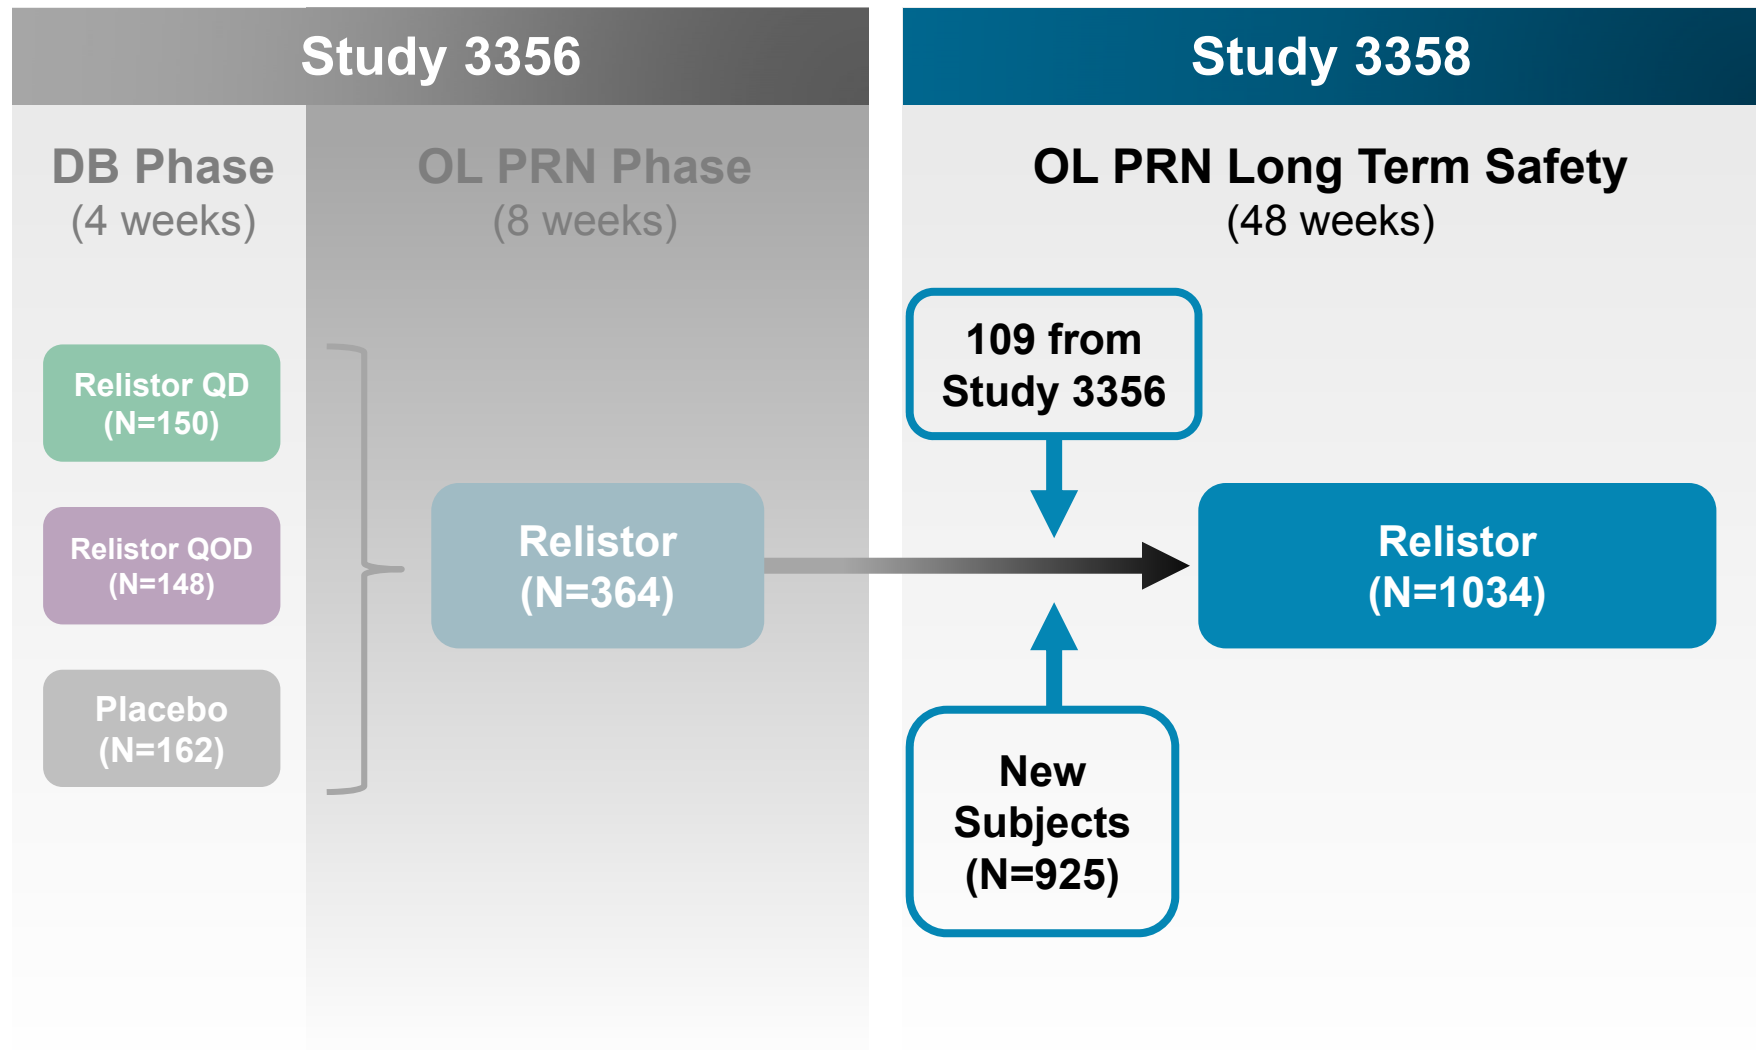 Study 3356
DB Phase
(4 weeks)
OL PRN Phase
(8 weeks)
Relistor QD
(N=150)
Relistor QOD
(N=148)
Placebo
(N=162)
Relistor
(N=364)
Study 3358
OL PRN Long Term Safety
(48 weeks)
109 from
Study 3356
New
Subjects
(N=925)
Relistor
(N=1034)